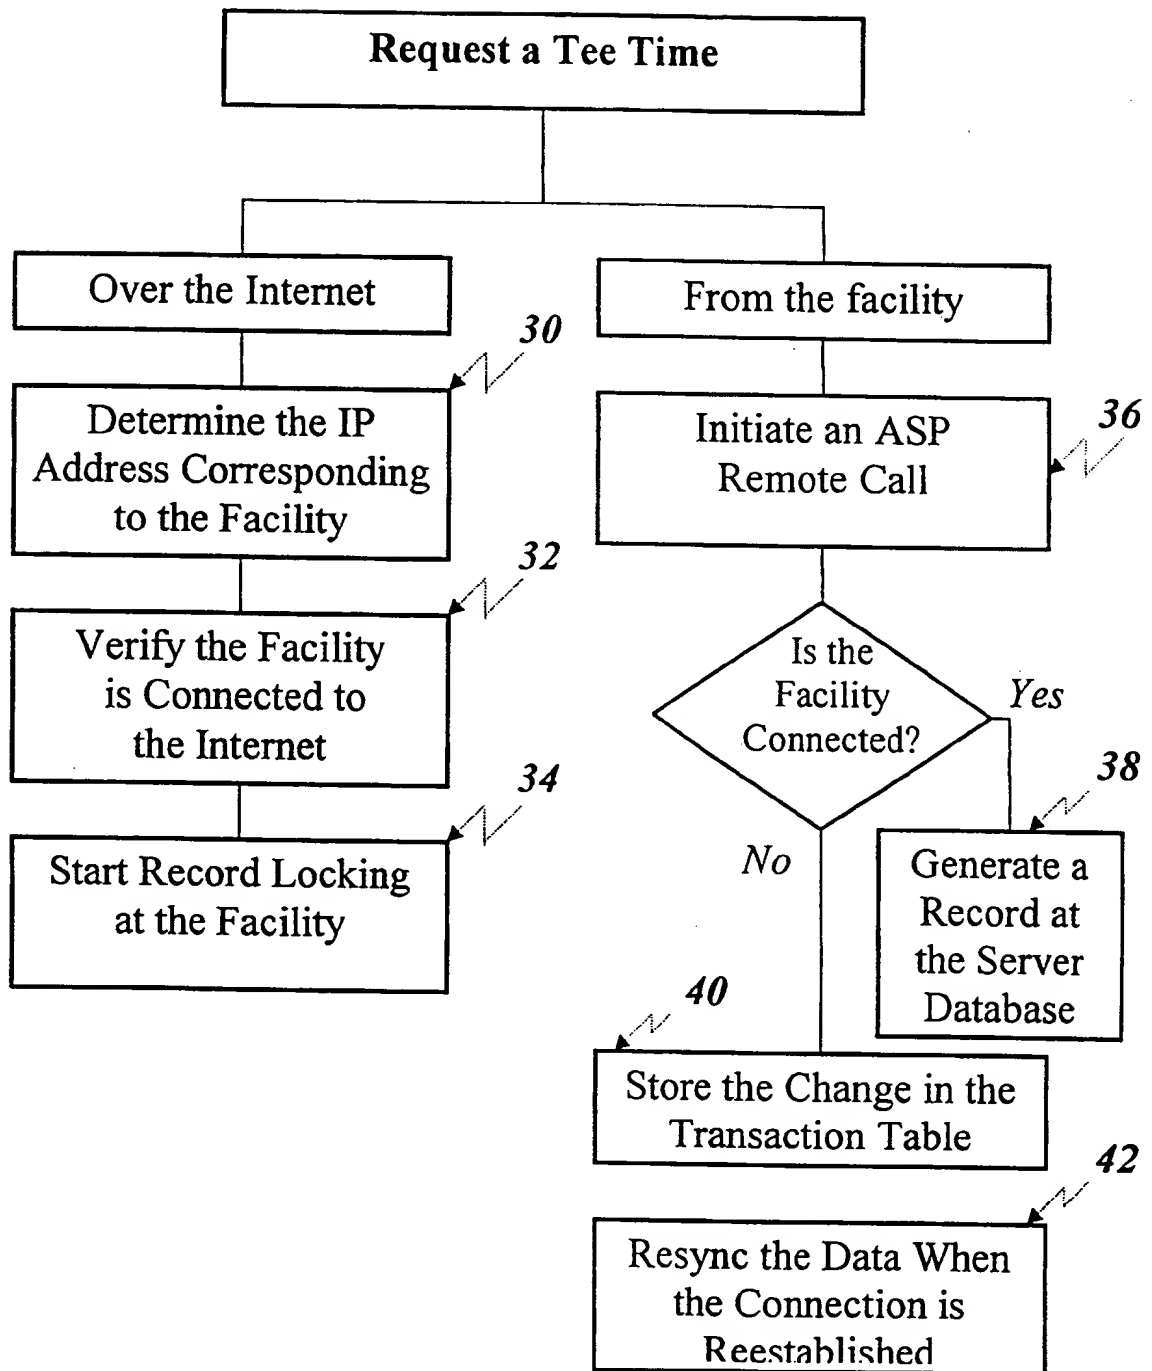 Request a Tee Time
Over the Internet
From the facility
30
Determine the IP
Address Corresponding
to the Facility
36
Initiate an ASP
Remote Call
32
Verify the Facility
is Connected to
the Internet
Is the
Facility
Connected?
Yes
34
Start Record Locking
at the Facility
38
No
Generate a
Record at
the Server
Database
40
Store the Change in the
Transaction Table
42
Resync the Data When
the Connection is
Reestablished